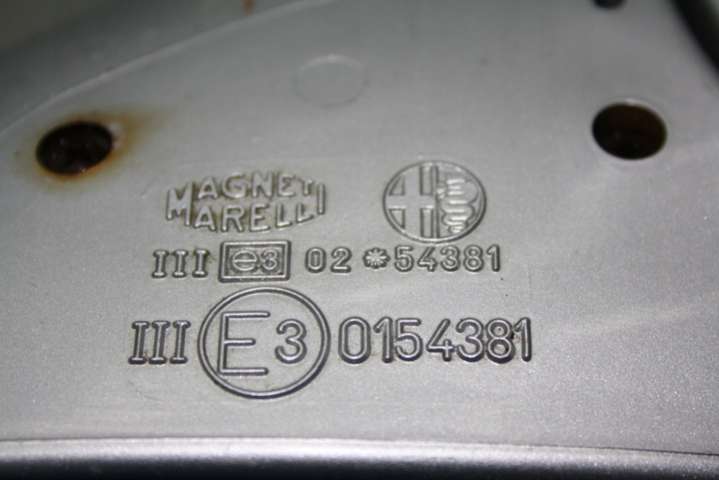 MAGNETI
MARELLI
III e3 02 *54381
III E3 0154381